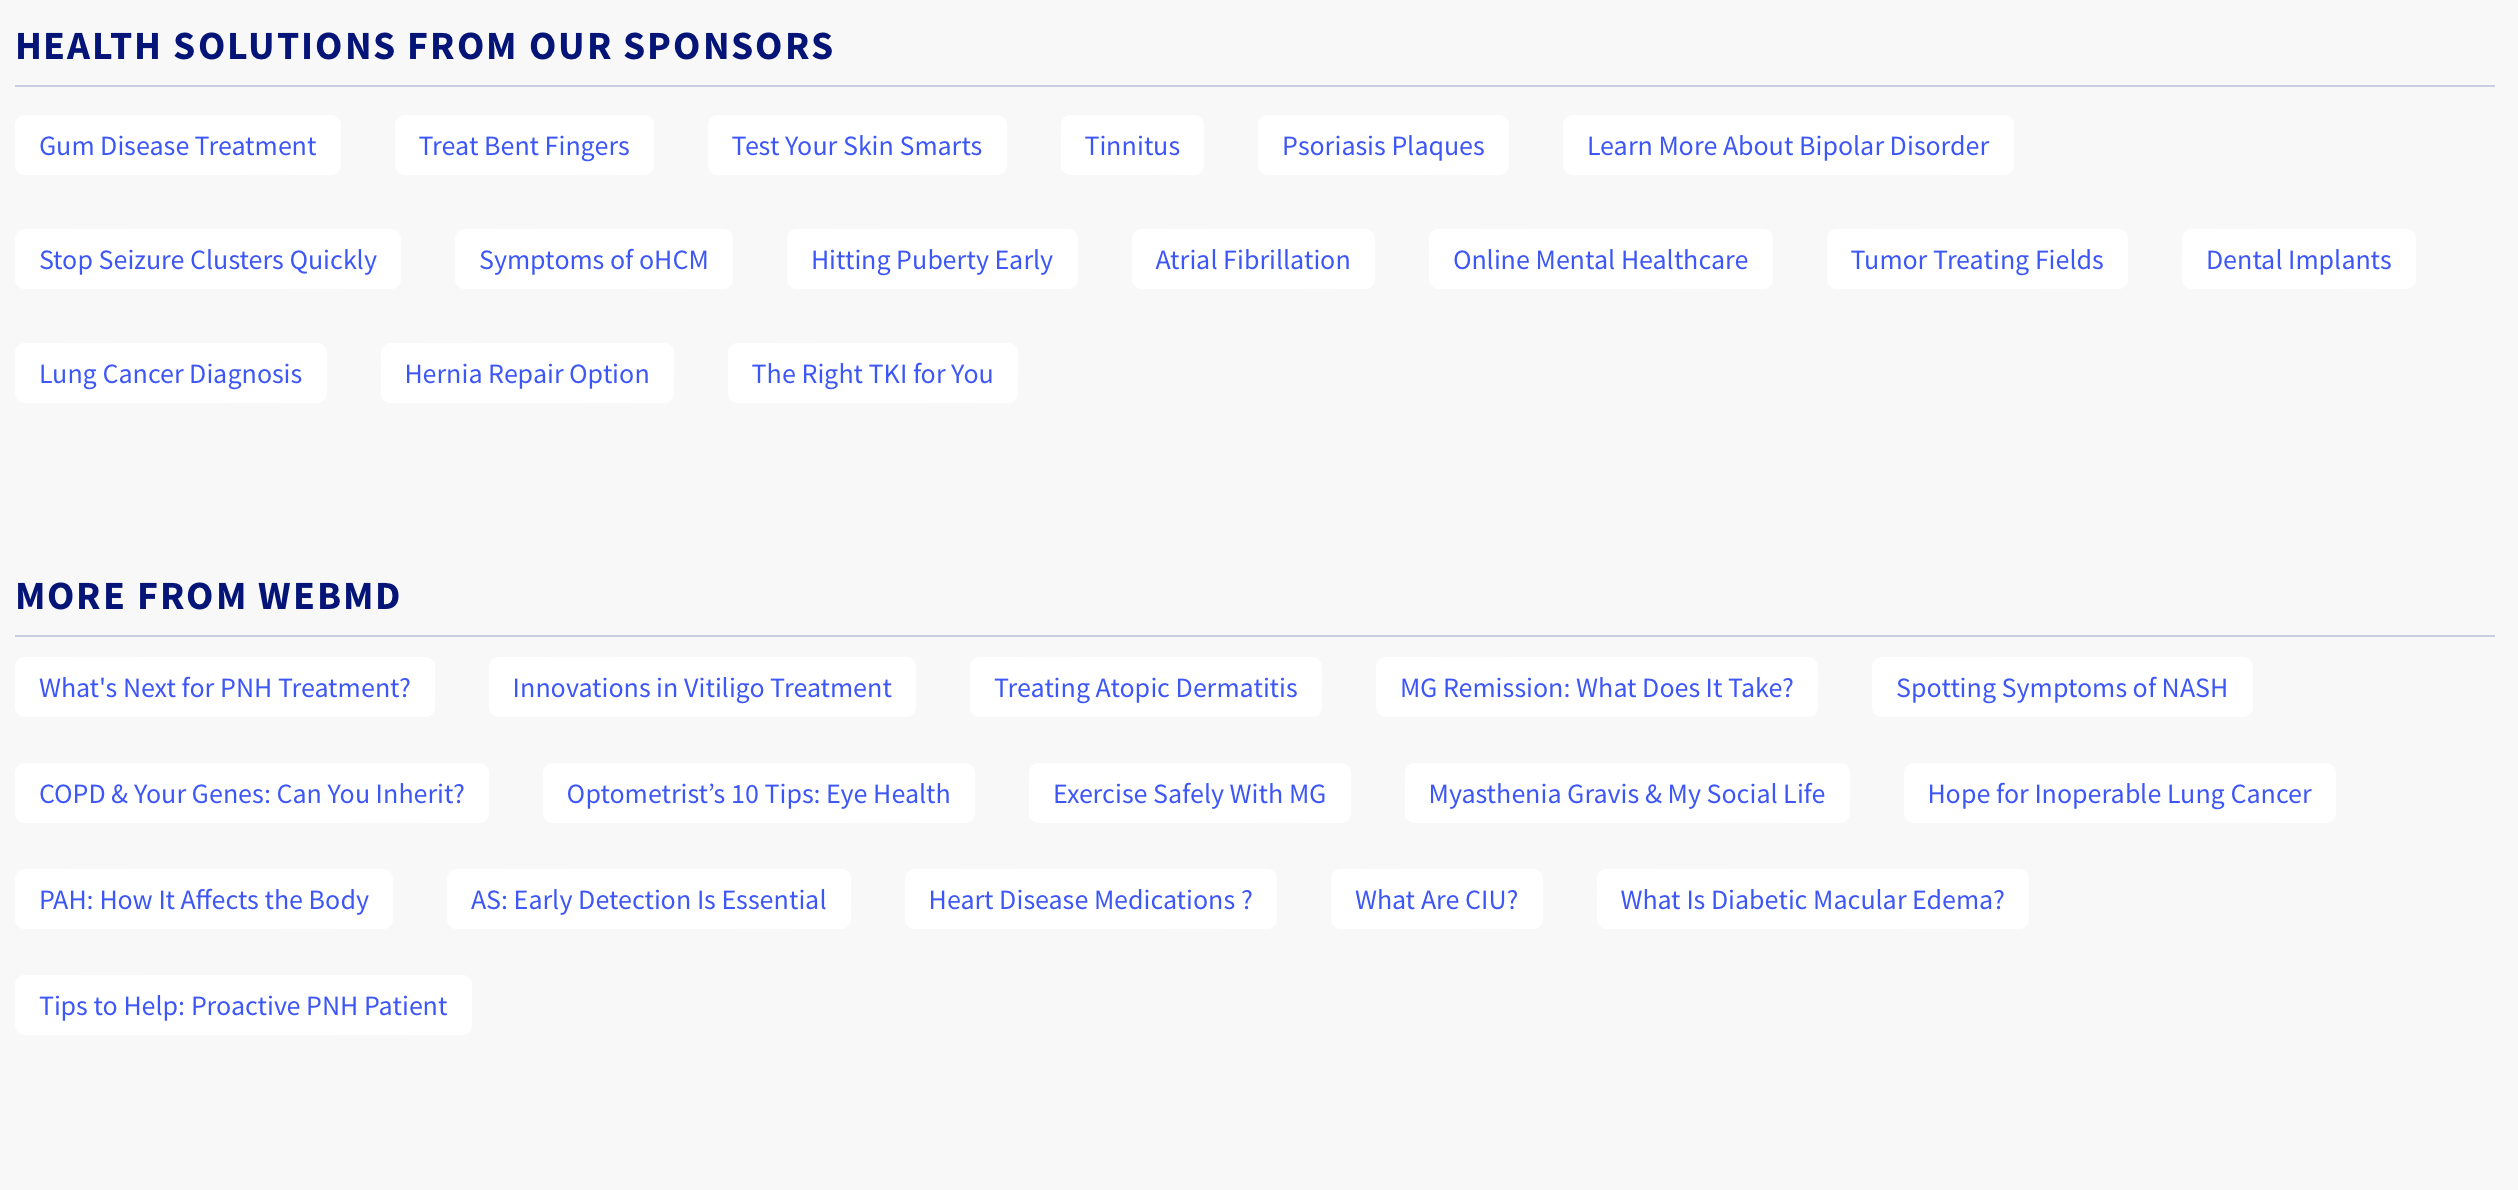 HEALTH SOLUTIONS FROM OUR SPONSORS
Gum Disease Treatment Treat Bent Fingers Test Your Skin Smarts Tinnitus Psoriasis Plaques Learn More About Bipolar Disorder
Stop Seizure Clusters Quickly Symptoms of oHCM Hitting Puberty Early Atrial Fibrillation Online Mental Healthcare Tumor Treating Fields Dental Implants
Lung Cancer Diagnosis Hernia Repair Option The Right TKI for You
MORE FROM WEBMD
What's Next for PNH Treatment? Innovations in Vitiligo Treatment Treating Atopic Dermatitis MG Remission: What Does It Take? Spotting Symptoms of NASH
COPD & Your Genes: Can You Inherit? Optometrist’s 10 Tips: Eye Health Exercise Safely With MG Myasthenia Gravis & My Social Life Hope for Inoperable Lung Cancer
PAH: How It Affects the Body AS: Early Detection Is Essential Heart Disease Medications ? What Are CIU? What Is Diabetic Macular Edema?
Tips to Help: Proactive PNH Patient